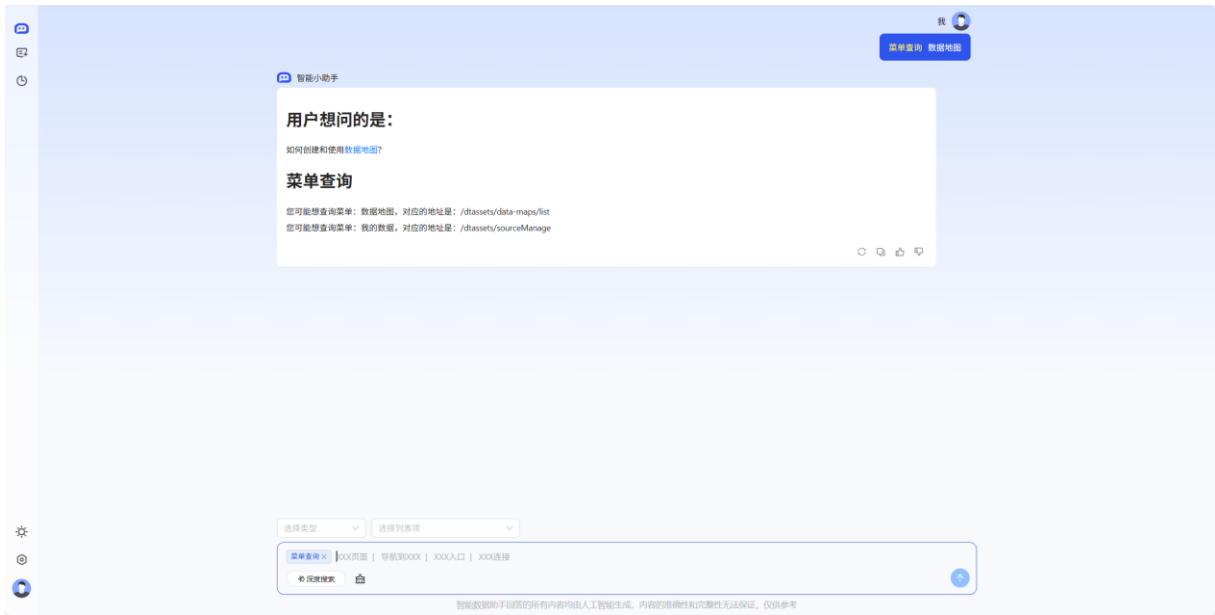 我
菜单查询 数据地图
智能小助手
用户想问的是：
如何创建和使用数据地图?
菜单查询
您可能想查询菜单：数据地图，对应的地址是：/dtassets/data-maps/list
您可能想查询菜单：我的数据，对应的地址是：/dtassets/sourceManage
选择类型 选择列表项
菜单查询 × XXX页面 | 导航到XXX | XXX入口 | XXX连接
深度搜索
智能数据助手回答的所有内容均由人工智能生成，内容的准确性和完整性无法保证，仅供参考